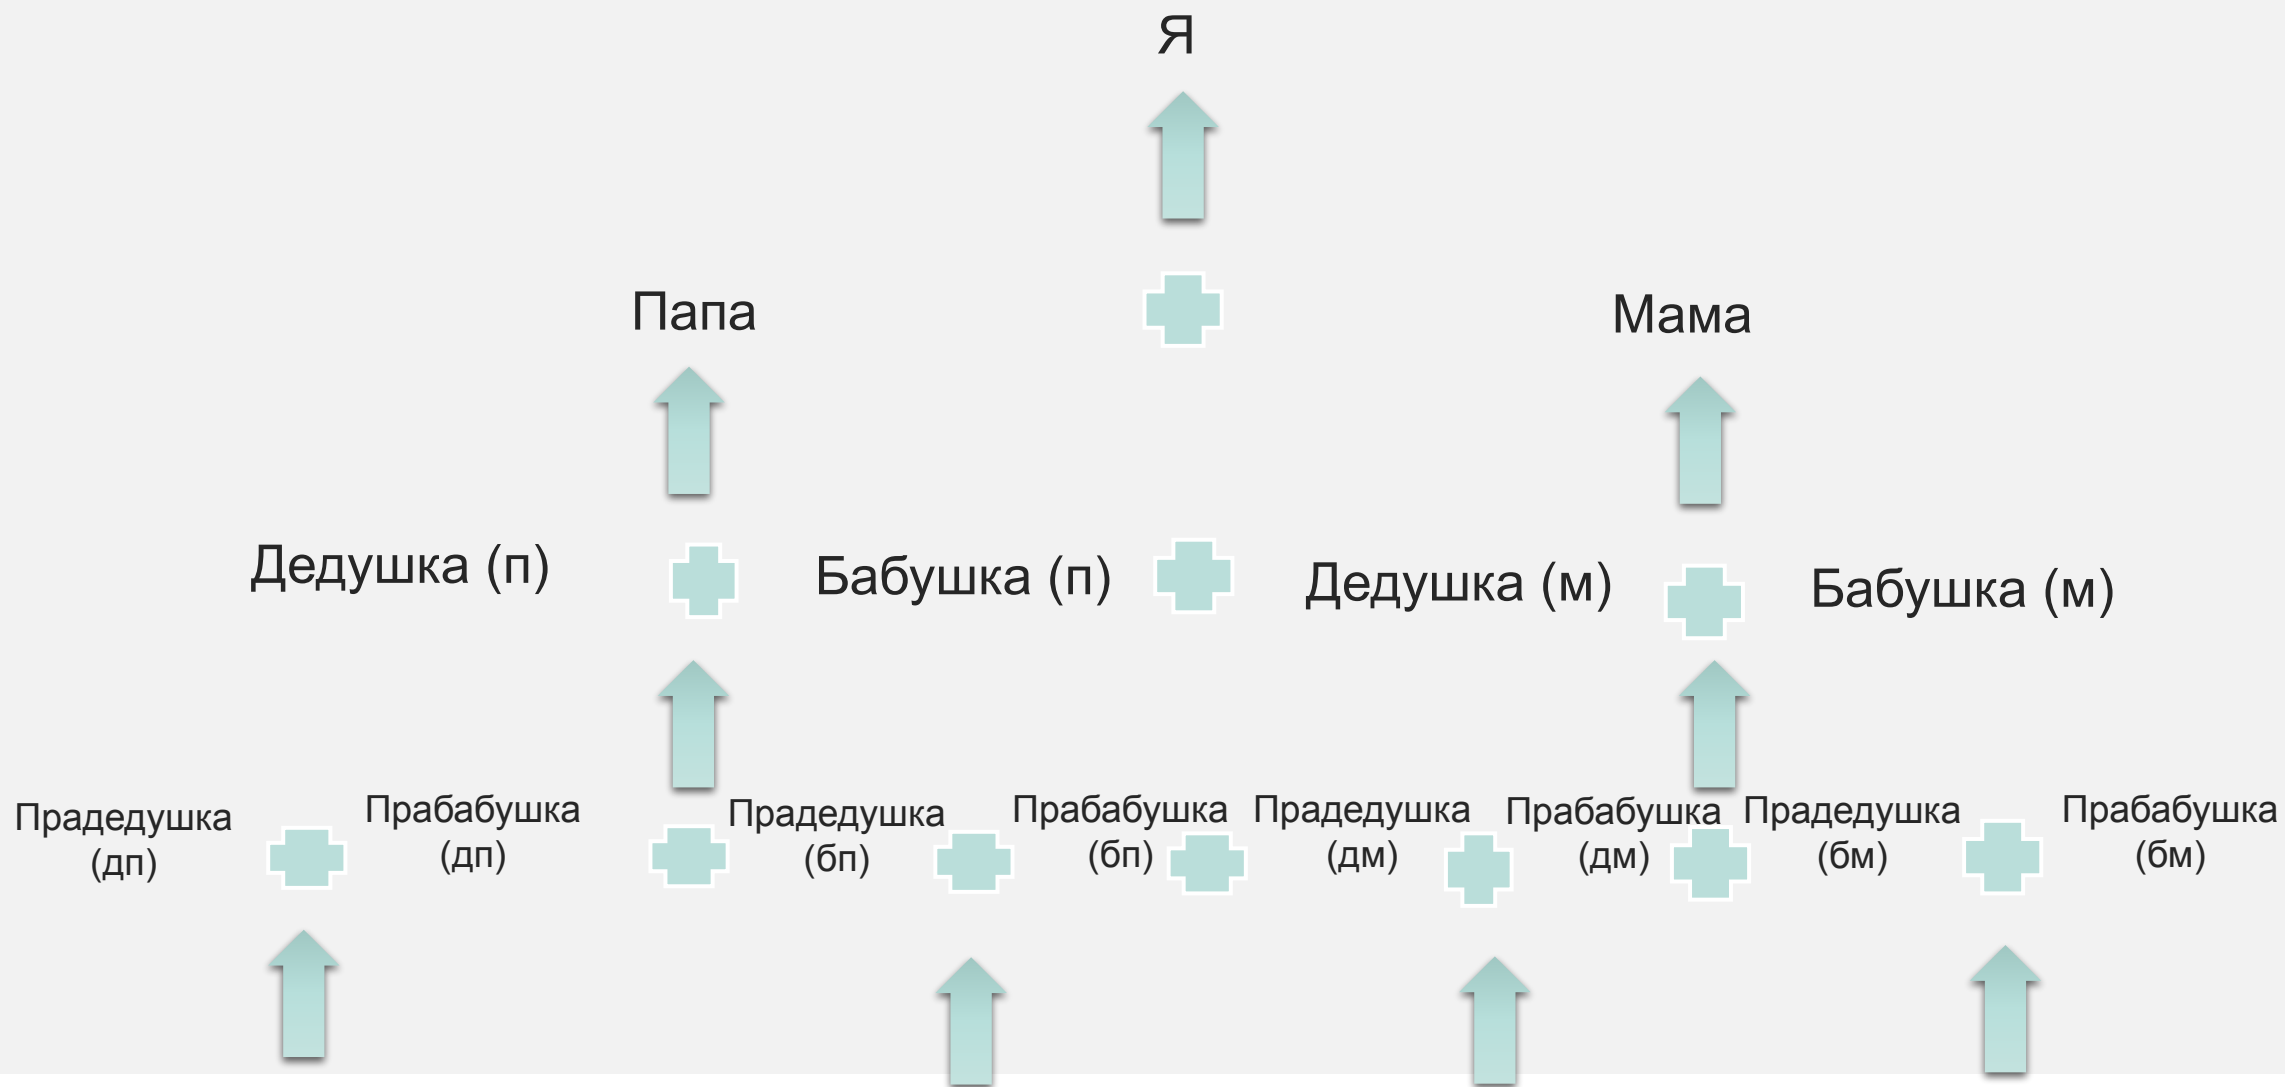 Я
Папа
Мама
Дедушка (п)
Бабушка (п)
Дедушка (м)
Бабушка (м)
Прадедушка
(дп)
Прабабушка
(дп)
Прадедушка
(бп)
Прабабушка
(бп)
Прадедушка
(дм)
Прабабушка
(дм)
Прадедушка
(бм)
Прабабушка
(бм)